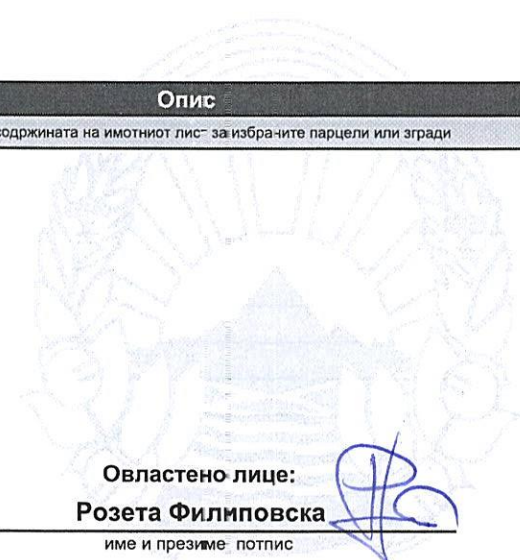 Опис
содржината на имотниот лист за избраните парцели или згради
Овластено лице:
Розета Филиповска
име и презиме потпис